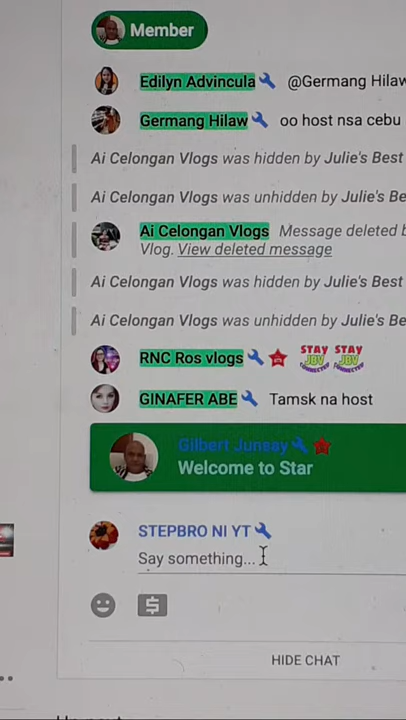 Member
Edilyn Advincula @Germang Hilaw
Germang Hilaw oo host nsa cebu
Ai Celongan Vlogs was hidden by Julie's Best
Ai Celongan Vlogs was unhidden by Julie's Be
Ai Celongan Vlogs Message deleted b
Vlog. View deleted message
Ai Celongan Vlogs was hidden by Julie's Best
Ai Celongan Vlogs was unhidden by Julie's Be
RNC Ros vlogs STAY JOY CONNECTED STAY JOY CONNECTED
GINAFER ABE Tamsk na host
Gilbert Junsay
Welcome to Star
STEPBRO NI YT
Say something...
HIDE CHAT